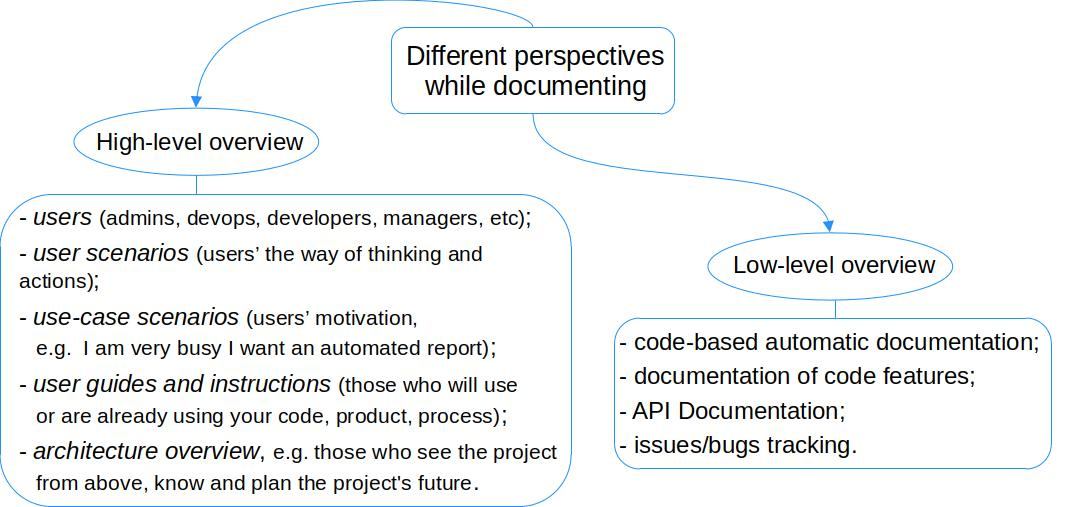 Different perspectives
while documenting
High-level overview
- users (admins, devops, developers, managers, etc);
- user scenarios (users’ the way of thinking and
actions);
- use-case scenarios (users’ motivation,
e.g.  I am very busy I want an automated report);
- user guides and instructions (those who will use
or are already using your code, product, process);
- architecture overview, e.g. those who see the project
from above, know and plan the project's future.
Low-level overview
- code-based automatic documentation;
- documentation of code features;
- API Documentation;
- issues/bugs tracking.